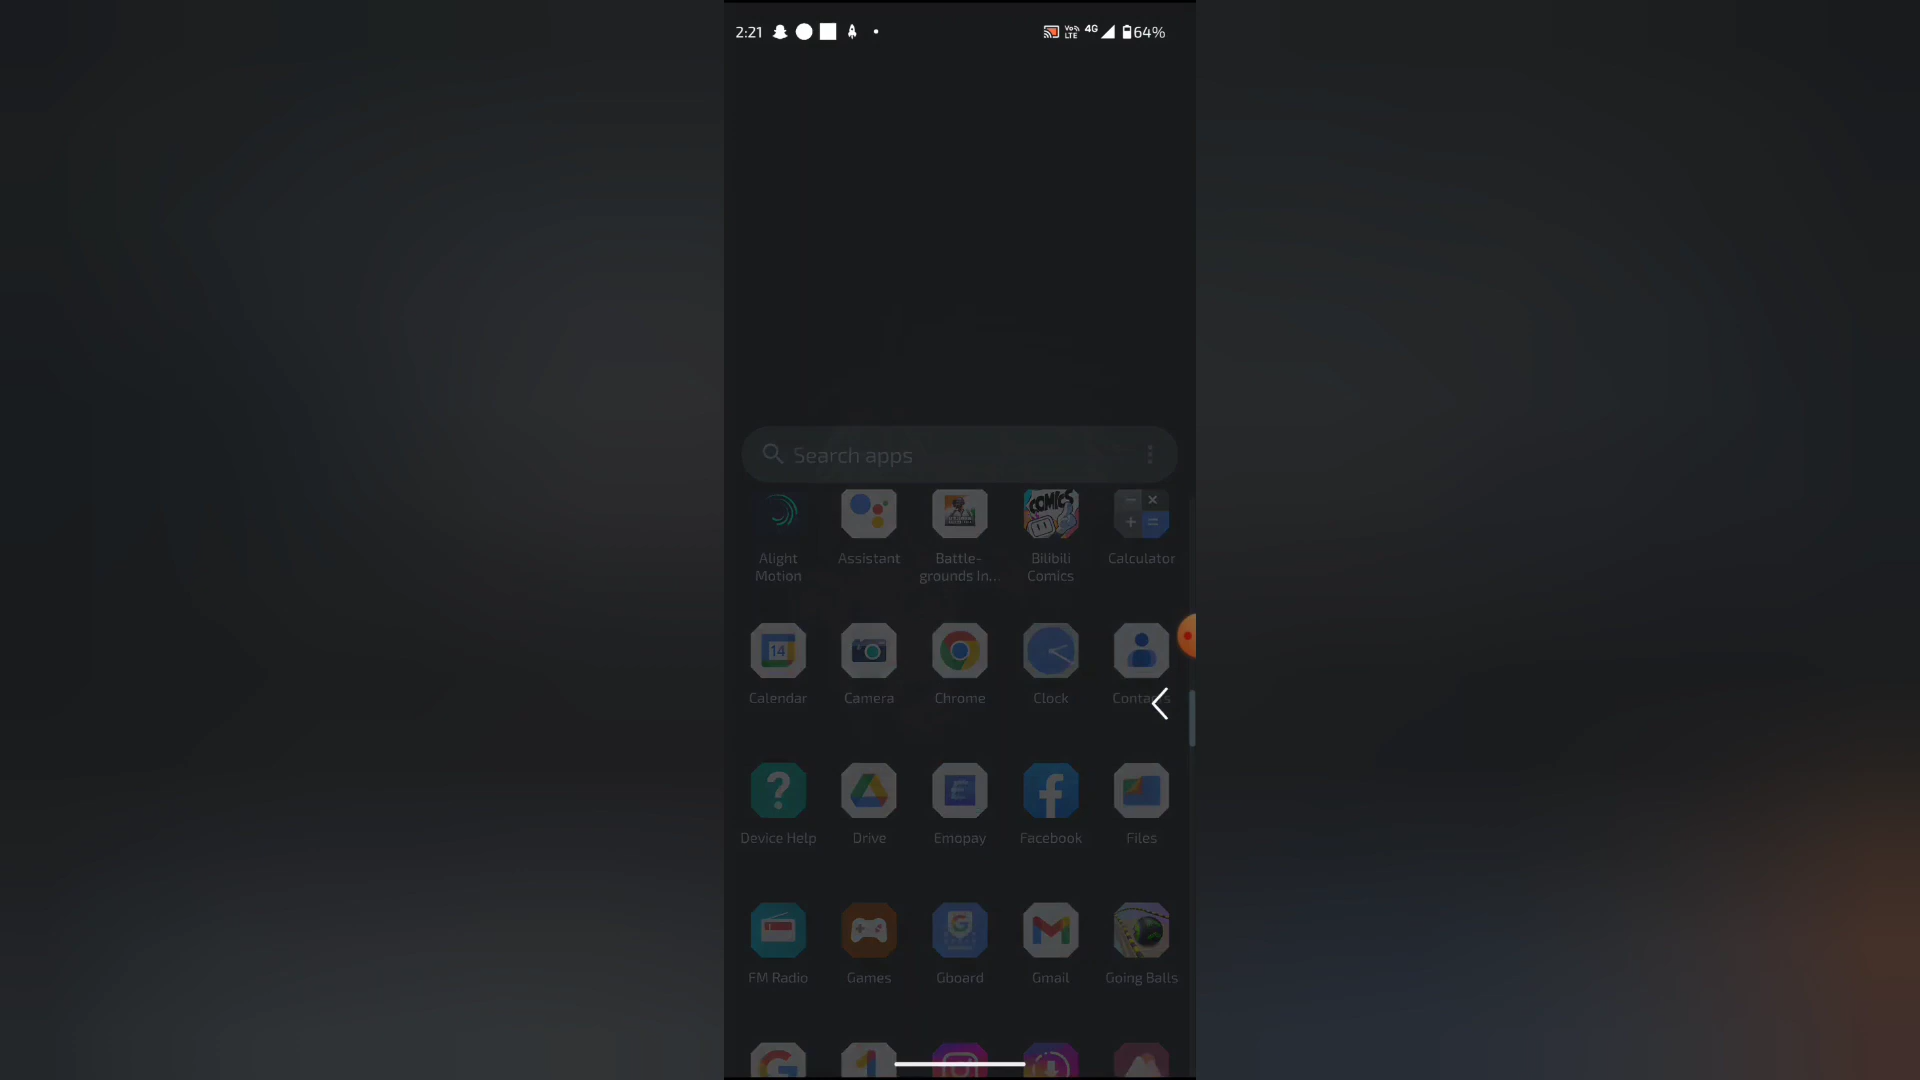 2:21
VoLTE 4G 64%
Search apps
COMICS
Alight Motion
Assistant
Battle-
grounds In...
Bilibili
Comics
Calculator
14
Calendar
Camera
Chrome
Clock
Device Help
Drive
Emopay
Facebook
Files
FM Radio
Games
Gboard
Gmail
Going Balls